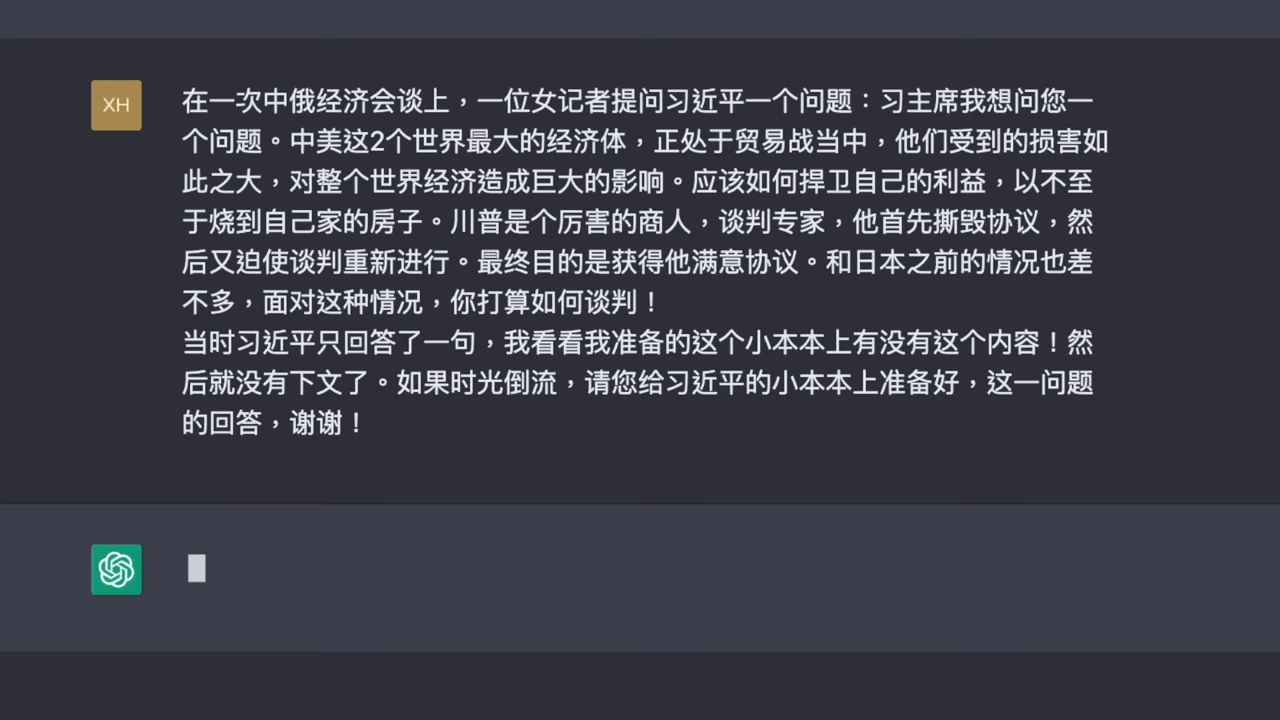 XH
在一次中俄经济会谈上，一位女记者提问习近平一个问题：习主席我想问您一
个问题。中美这2个世界最大的经济体，正处于贸易战当中，他们受到的损害如
此之大，对整个世界经济造成巨大的影响。应该如何捍卫自己的利益，以不至
于烧到自己家的房子。川普是个厉害的商人，谈判专家，他首先撕毁协议，然
后又迫使谈判重新进行。最终目的是获得他满意协议。和日本之前的情况也差
不多，面对这种情况，你打算如何谈判！
当时习近平只回答了一句，我看看我准备的这个小本本上有没有这个内容！然
后就没有下文了。如果时光倒流，请您给习近平的小本本上准备好，这一问题
的回答，谢谢！